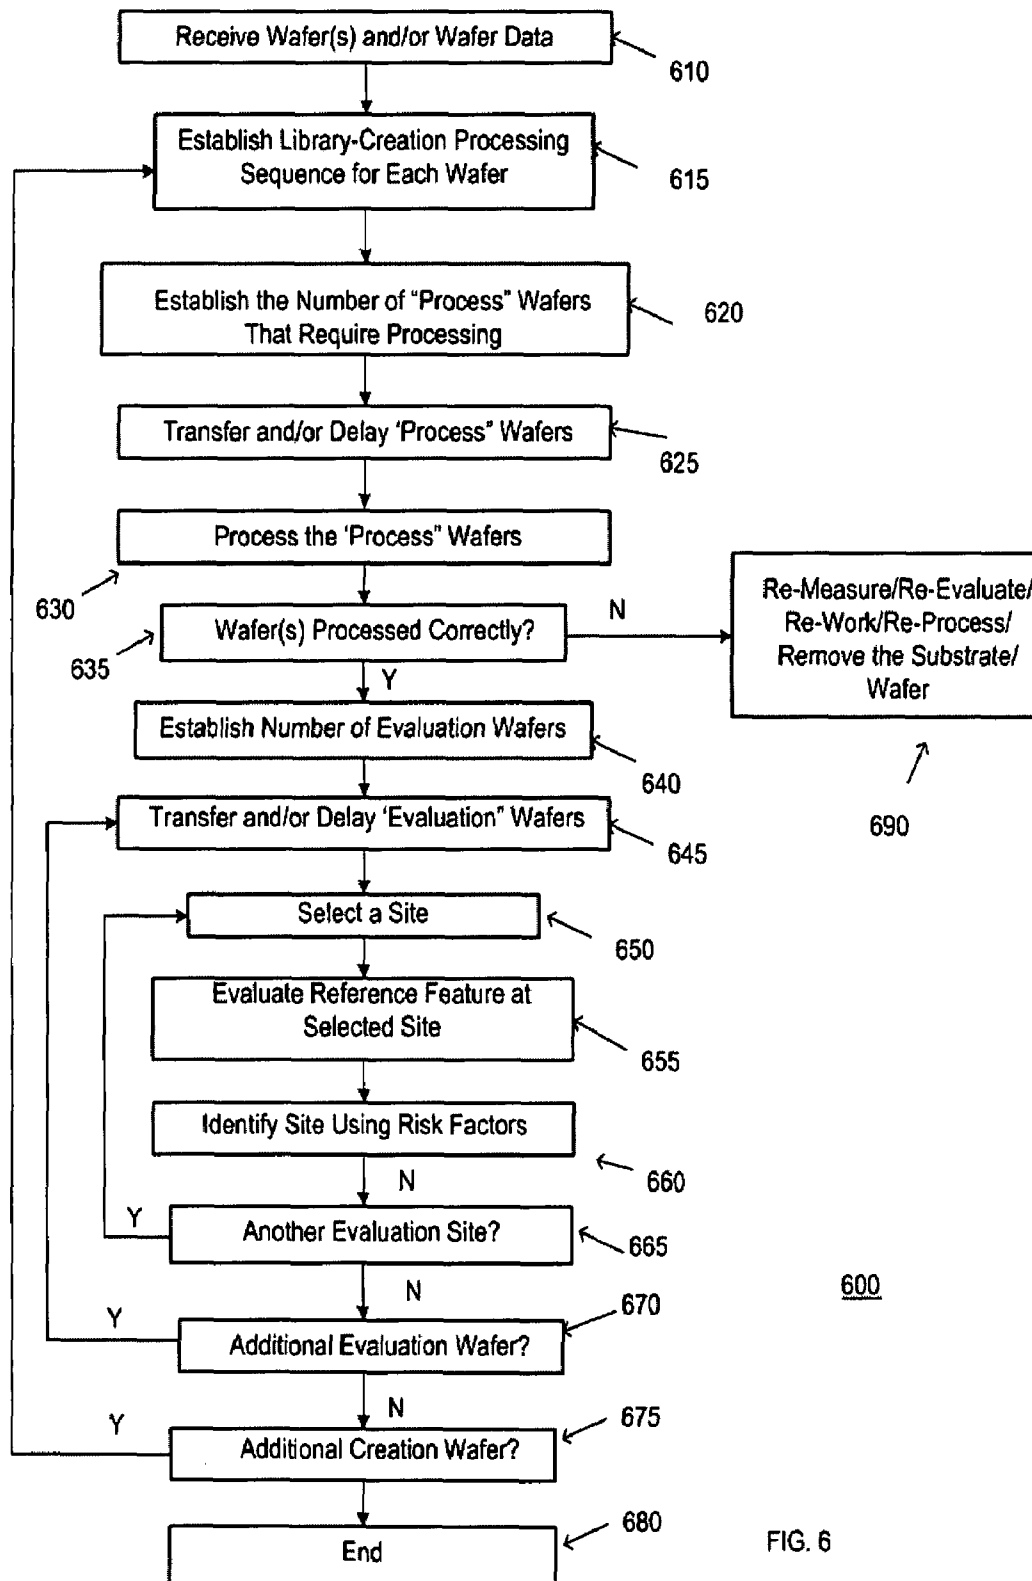 Receive Wafer(s) and/or Wafer Data
610
Establish Library-Creation Processing
Sequence for Each Wafer
615
Establish the Number of "Process" Wafers
That Require Processing
620
Transfer and/or Delay 'Process" Wafers
625
Process the 'Process" Wafers
630
Wafer(s) Processed Correctly?
N
635
Y
Re-Measure/Re-Evaluate/
Re-Work/Re-Process/
Remove the Substrate/
Wafer
690
Establish Number of Evaluation Wafers
640
Transfer and/or Delay 'Evaluation" Wafers
645
Select a Site
650
Evaluate Reference Feature at
Selected Site
655
Identify Site Using Risk Factors
660
N
Another Evaluation Site?
Y
665
N
600
670
Additional Evaluation Wafer?
Y
N
675
Additional Creation Wafer?
Y
680
End
FIG. 6